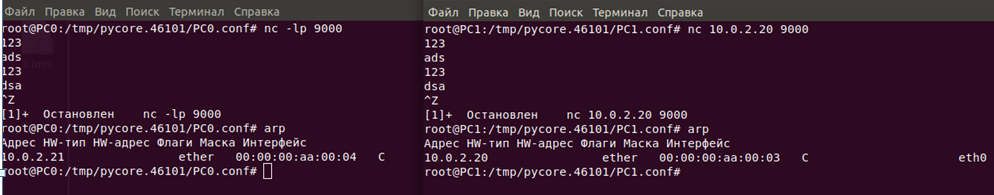 Файл Правка Вид Поиск Терминал Справка
root@PC0:/tmp/pycore.46101/PC0.conf# nc -lp 9000
123
ads
123
dsa
^Z
[1]+  Остановлен    nc -lp 9000
root@PC0:/tmp/pycore.46101/PC0.conf# arp
Адрес HW-тип HW-адрес Флаги Маска Интерфейс
10.0.2.21                ether   00:00:00:aa:00:04   C
root@PC0:/tmp/pycore.46101/PC0.conf#
Файл Правка Вид Поиск Терминал Справка
root@PC1:/tmp/pycore.46101/PC1.conf# nc 10.0.2.20 9000
123
ads
123
dsa
^Z
[1]+  Остановлен    nc 10.0.2.20 9000
root@PC1:/tmp/pycore.46101/PC1.conf# arp
Адрес HW-тип HW-адрес Флаги Маска Интерфейс
10.0.2.20                ether   00:00:00:aa:00:03   C                     eth0
root@PC1:/tmp/pycore.46101/PC1.conf#